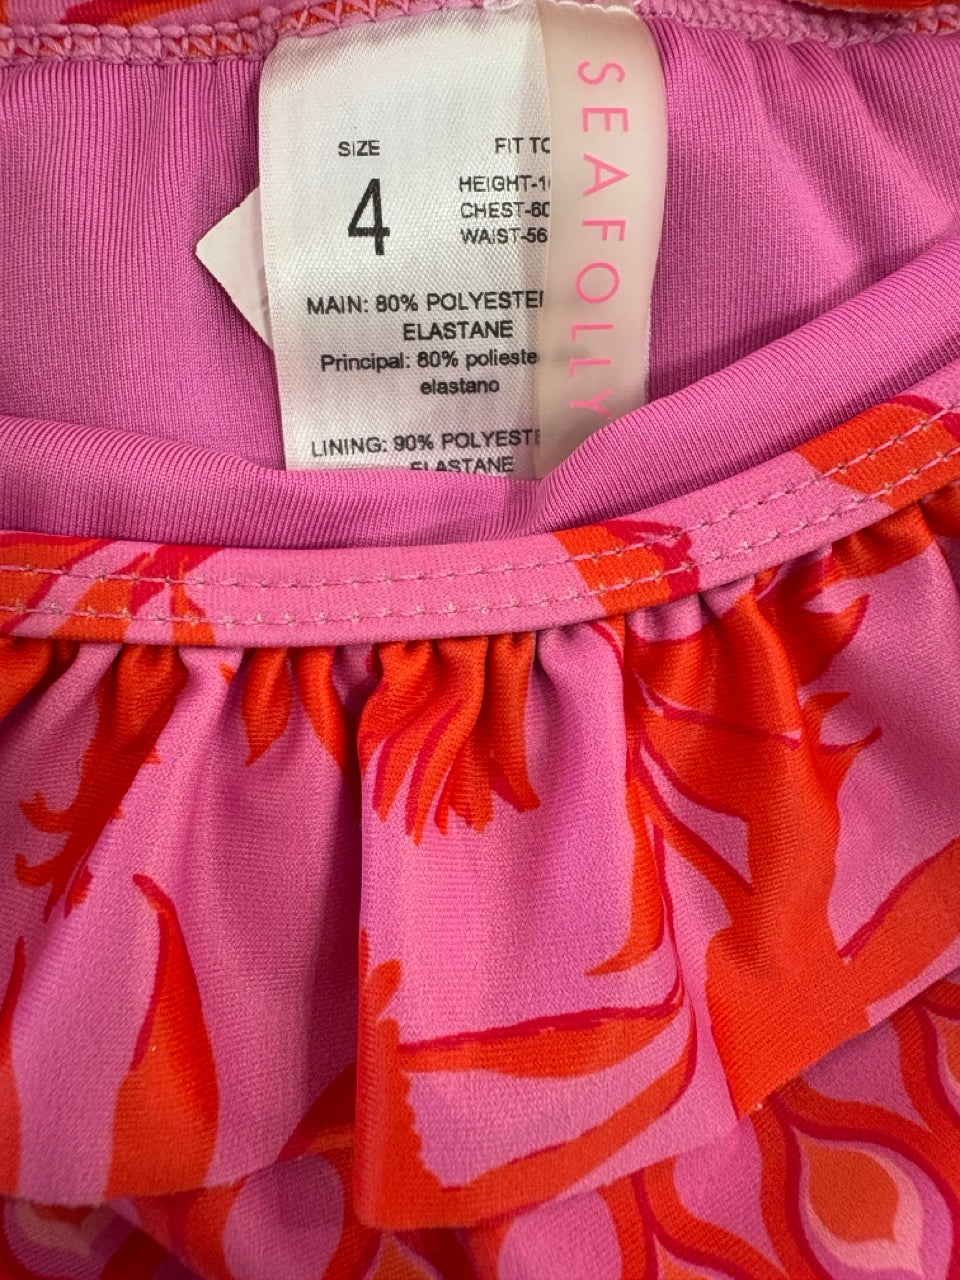 SIZE
4
FIT TO
HEIGHT-1
CHEST-60
WAIST-56
MAIN: 80% POLYESTER
ELASTANE
Principal: 80% polieste
elastano
LINING: 90% POLYESTE
ELASTANE
SEAFOLLY